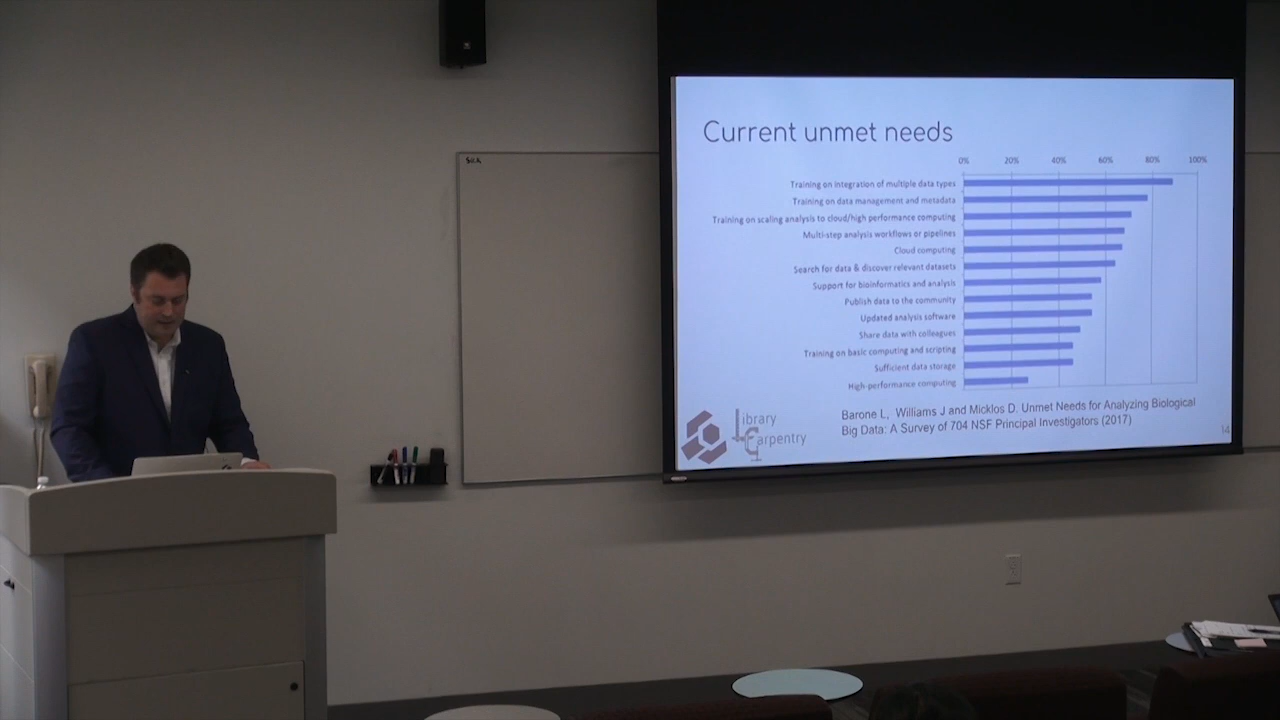 Current unmet needs
0% 20% 40% 60% 80% 100%
Training on integration of multiple data types
Training on data management and metadata
Training on scaling analysis to cloud/high performance computing
Multi-step analysis workflows or pipelines
Cloud computing
Search for data & discover relevant datasets
Support for bioinformatics and analysis
Publish data to the community
Updated analysis software
Share data with colleagues
Training on basic computing and scripting
Sufficient data storage
High-performance computing
Library
Carpentry
Barone L, Williams J and Micklos D. Unmet Needs for Analyzing Biological
Big Data: A Survey of 704 NSF Principal Investigators (2017)
14